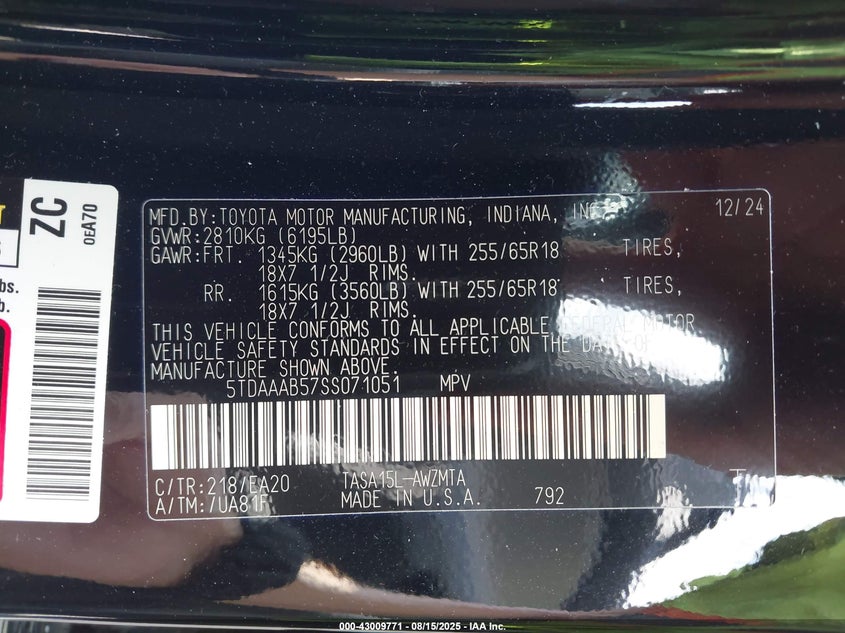 ZC
0EA70
bs.
b.
MFD.BY:TOYOTA MOTOR MANUFACTURING, INDIANA, INC. 12/24
GVWR:2810KG (6195LB)
GAWR:FRT. 1345KG (2960LB) WITH 255/65R18 TIRES,
18X7 1/2J RIMS.
RR. 1615KG (3560LB) WITH 255/65R18 TIRES,
18X7 1/2J RIMS.
THIS VEHICLE CONFORMS TO ALL APPLICABLE FEDERAL MOTOR
VEHICLE SAFETY STANDARDS IN EFFECT ON THE DATE OF
MANUFACTURE SHOWN ABOVE.
5TDAAAB57SS071051 MPV
C/TR:218/EA20 TASA15L-AWZMTA T
A/TM:/UA81F MADE IN U.S.A. 792
000-43009771 - 08/15/2025 - IAA Inc.